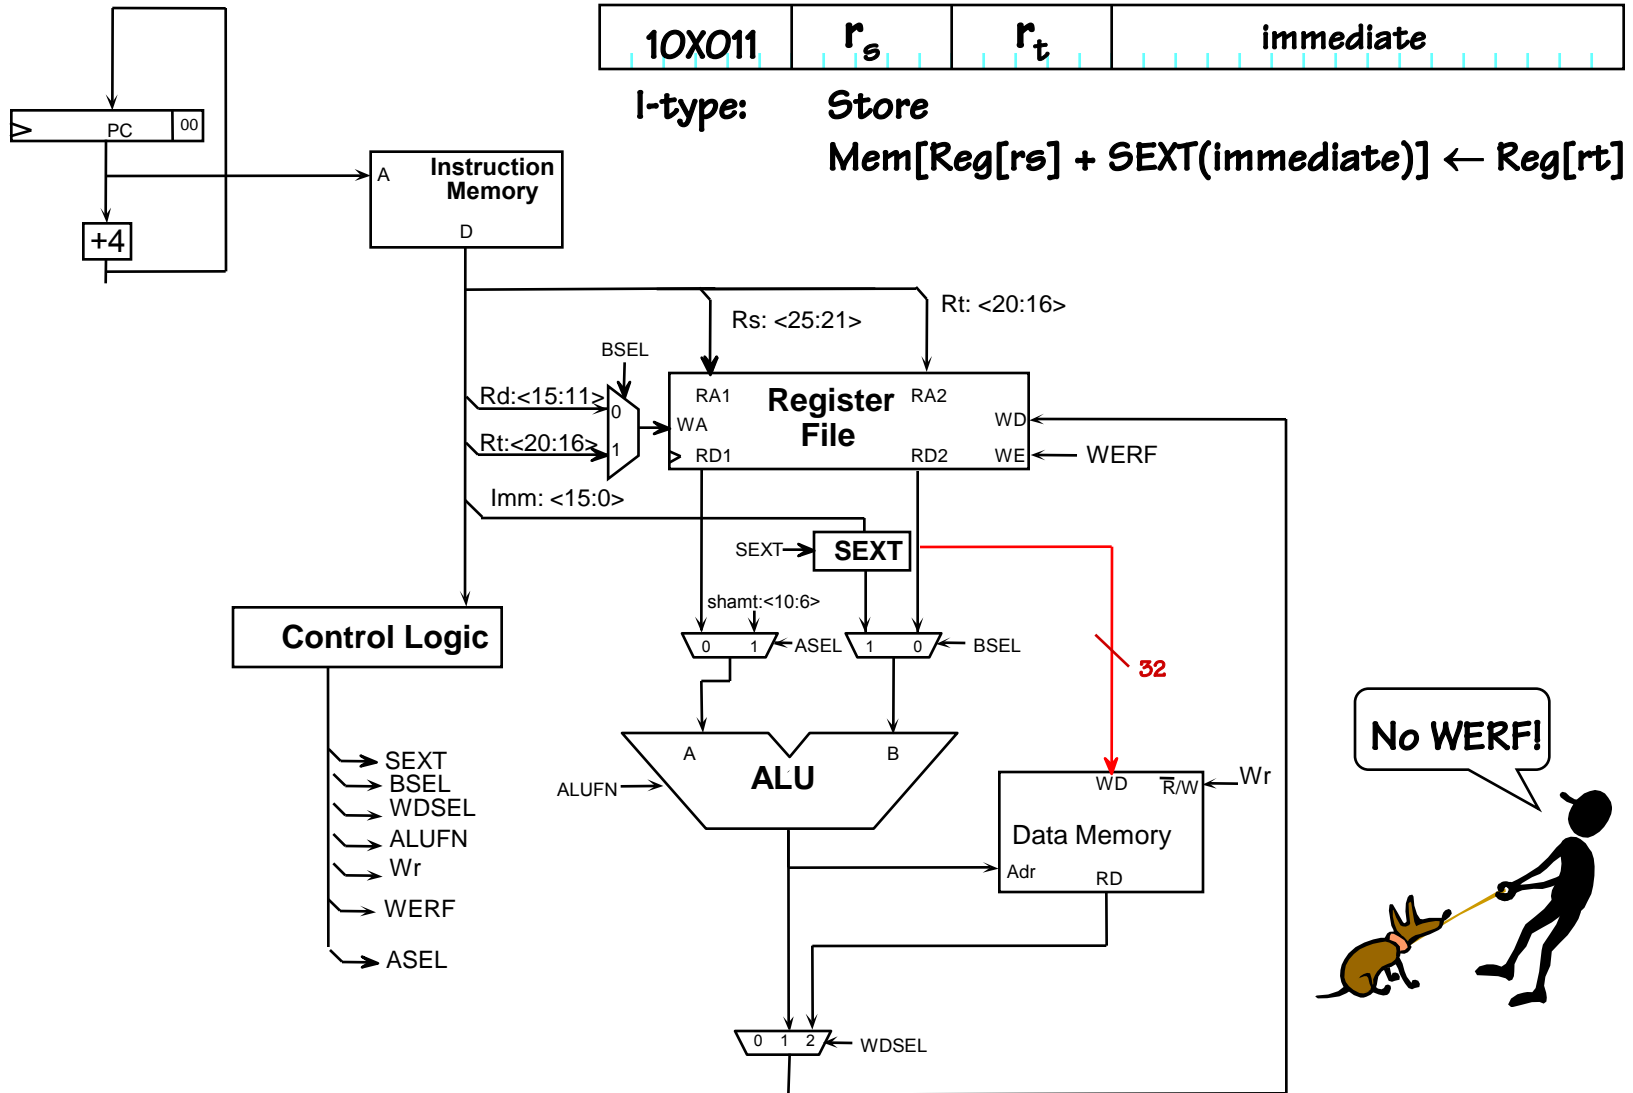 10X011 rs rt immediate
I-type: Store
Mem[Reg[rs] + SEXT(immediate)] ← Reg[rt]
PC 00
+4
A Instruction
Memory
D
Rs: <25:21>
Rt: <20:16>
BSEL
Rd:<15:11>
0
Rt:<20:16>
1
RA1 Register RA2
File
WA WD
RD1 RD2 WE
WERF
Imm: <15:0>
SEXT
SEXT
shamt:<10:6>
0 1 ASEL
1 0 BSEL
32
Control Logic
SEXT
BSEL
WDSEL
ALUFN
Wr
WERF
ASEL
A B
ALU
ALUFN
WD R̅/W Wr
Data Memory
Adr RD
No WERF!
0 1 2 WDSEL